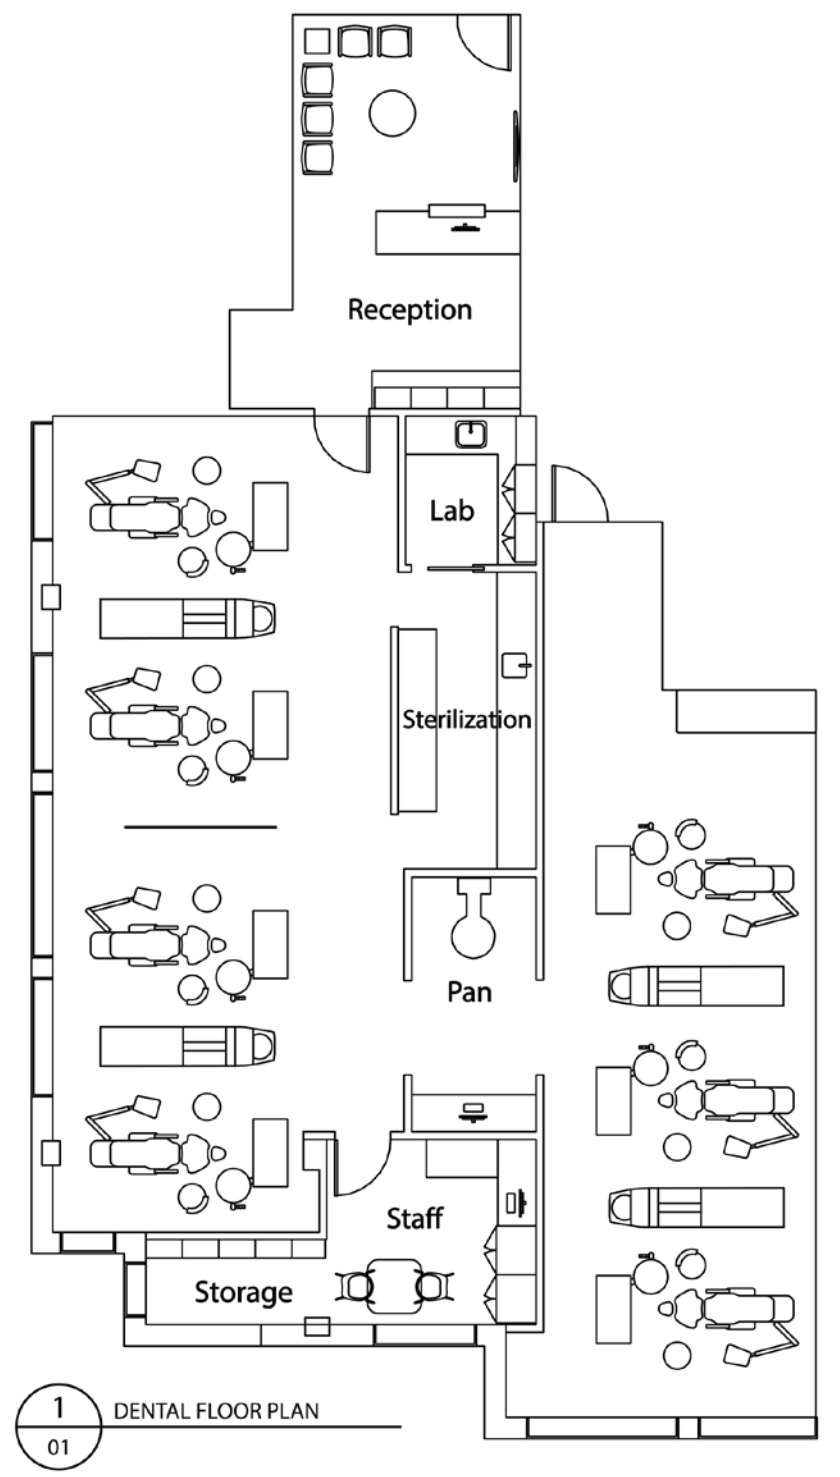 Reception
Lab
Sterilization
Pan
Staff
Storage
1
DENTAL FLOOR PLAN
01